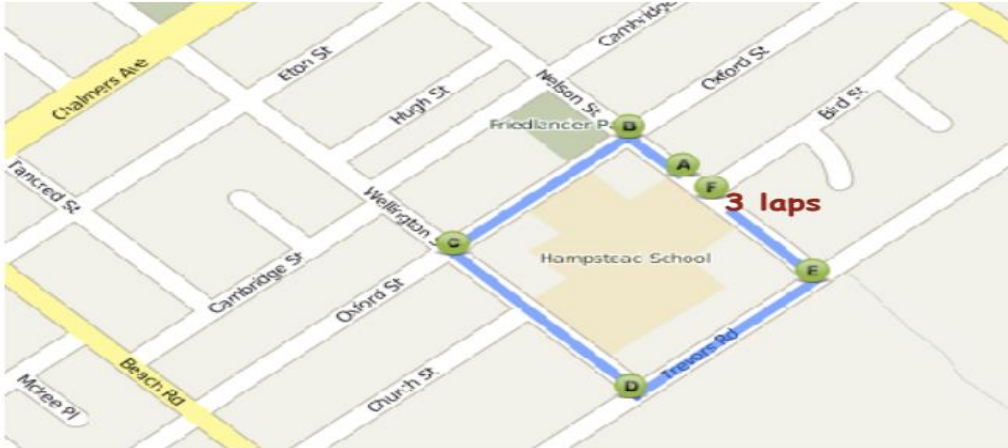 Cambridge
Oxford St
Eton St
Chalmers Ave
Hugh St
Nelson St
Bird St
Friedlander P
B
A
F
3 laps
Tancred St
Wellington S
C
Hampstead School
E
Cambridge St
Oxford St
Trevors Rd
Beach Rd
D
Church St
McKee Pl